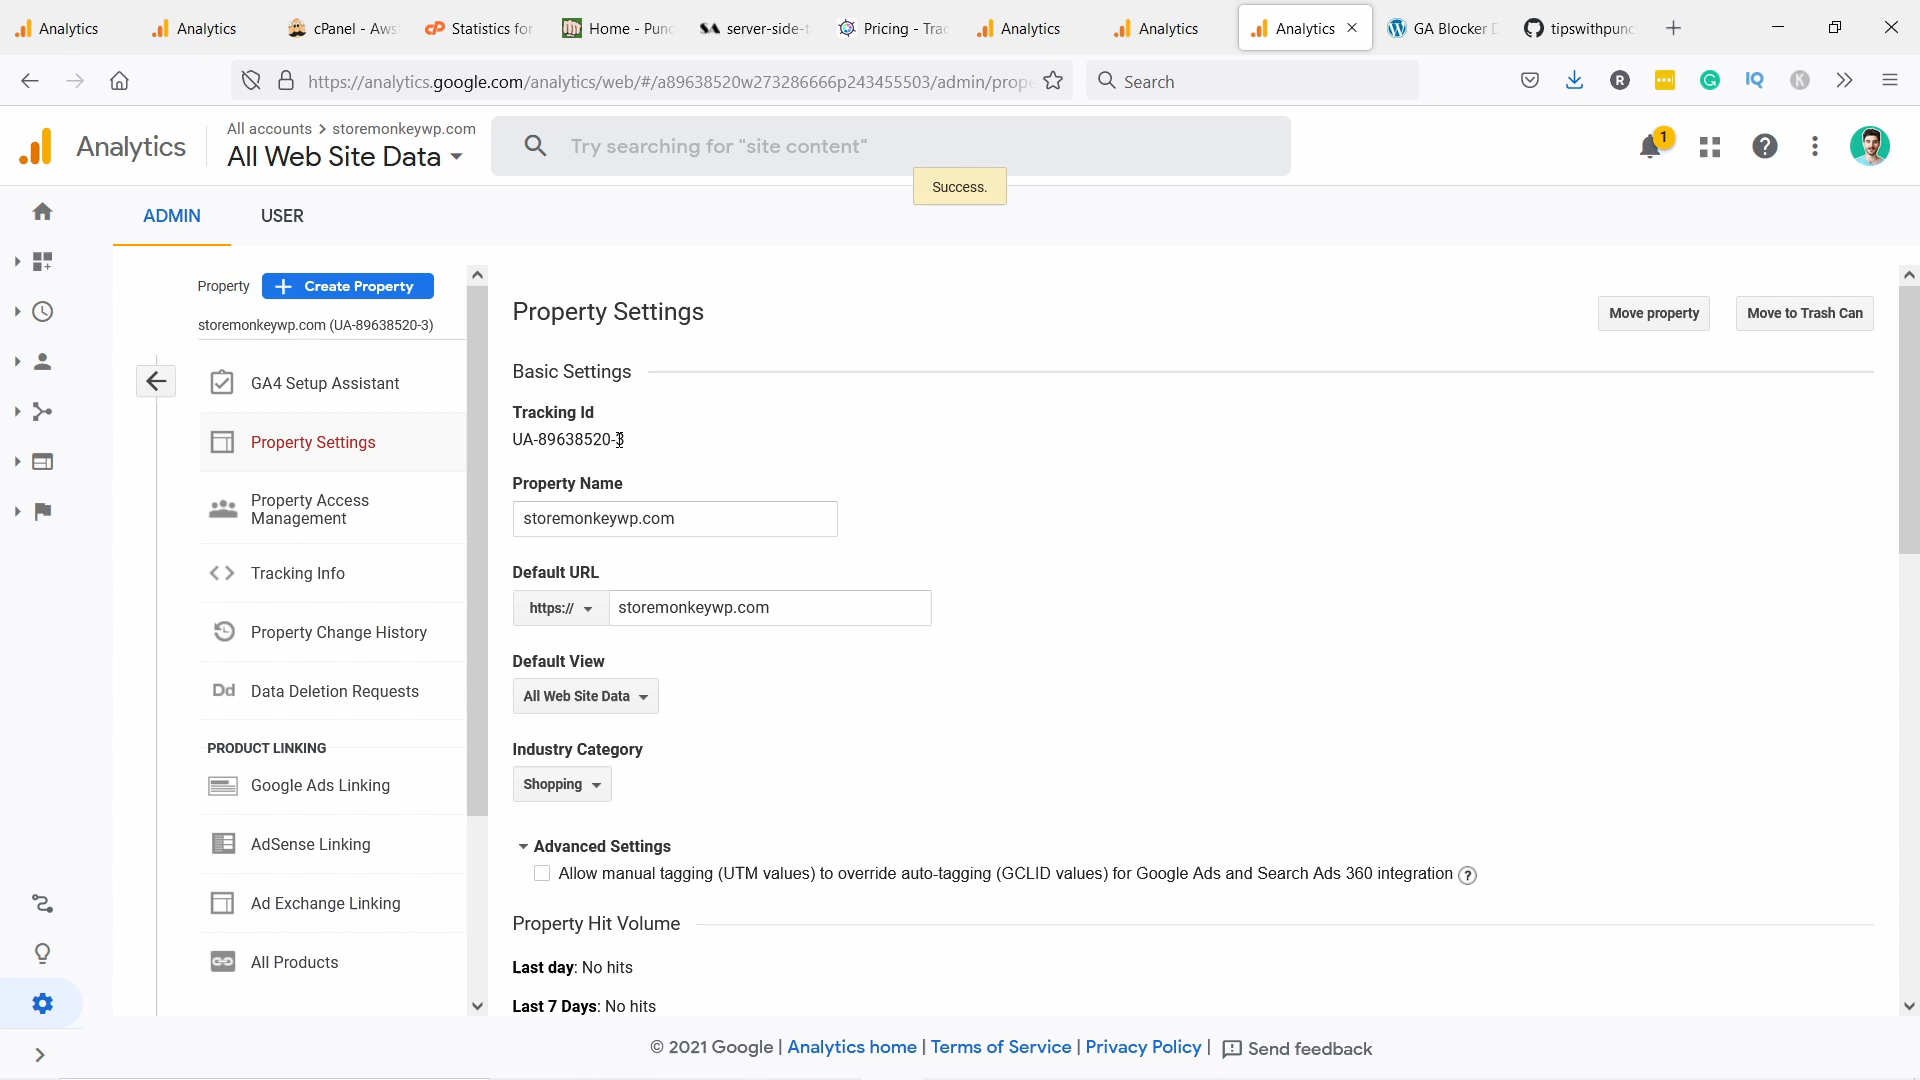 Analytics
Analytics
cPanel - Aws
Statistics for
Home - Punc
server-side-t
Pricing - Trac
Analytics
Analytics
Analytics
GA Blocker D
tipswithpunc
https://analytics.google.com/analytics/web/#/a89638520w273286666p243455503/admin/prope
Search
R
IQ
K
Analytics
All accounts > storemonkeywp.com
All Web Site Data
Try searching for "site content"
1
Success.
ADMIN
USER
Property
Create Property
storemonkeywp.com (UA-89638520-3)
GA4 Setup Assistant
Property Settings
Property Access
Management
Tracking Info
Property Change History
Dd Data Deletion Requests
PRODUCT LINKING
Google Ads Linking
AdSense Linking
Ad Exchange Linking
All Products
Property Settings
Move property
Move to Trash Can
Basic Settings
Tracking Id
UA-89638520-3
Property Name
storemonkeywp.com
Default URL
https://
storemonkeywp.com
Default View
All Web Site Data
Industry Category
Shopping
Advanced Settings
Allow manual tagging (UTM values) to override auto-tagging (GCLID values) for Google Ads and Search Ads 360 integration ?
Property Hit Volume
Last day: No hits
Last 7 Days: No hits
© 2021 Google | Analytics home | Terms of Service | Privacy Policy | Send feedback